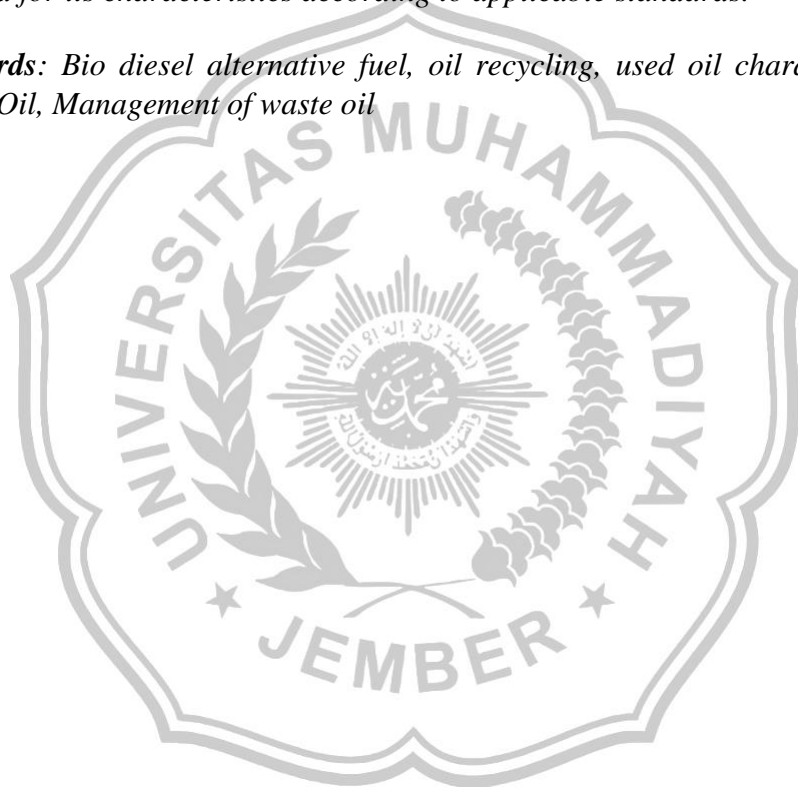 for its characteristics according to applicable standards.
rds: Bio diesel alternative fuel, oil recycling, used oil chara
Oil, Management of waste oil
UNIVERSITAS MUHAMMADIYAH
JEMBER